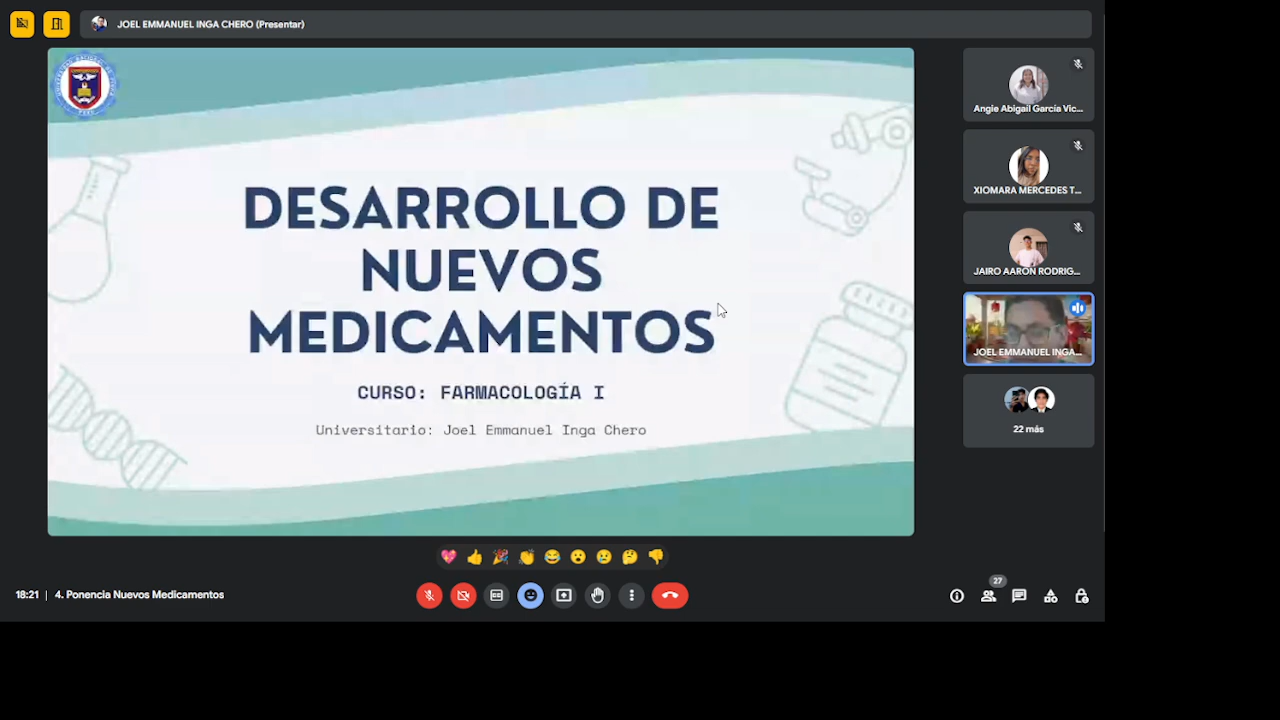 JOEL EMMANUEL INGA CHERO (Presentar)
DESARROLLO DE
NUEVOS
MEDICAMENTOS
CURSO: FARMACOLOGÍA I
Universitario: Joel Emmanuel Inga Chero
Angie Abigail García Vic...
XIOMARA MERCEDES T...
JAIRO AARON RODRIG...
JOEL EMMANUEL INGA...
22 más
18:21 | 4. Ponencia Nuevos Medicamentos
27